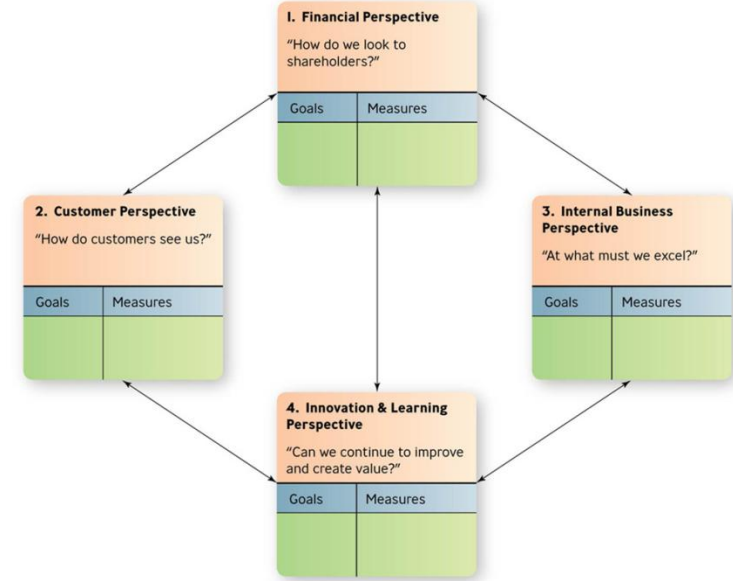 1. Financial Perspective
“How do we look to
shareholders?”
Goals Measures
2. Customer Perspective
“How do customers see us?”
Goals Measures
3. Internal Business
Perspective
“At what must we excel?”
Goals Measures
4. Innovation & Learning
Perspective
“Can we continue to improve
and create value?”
Goals Measures